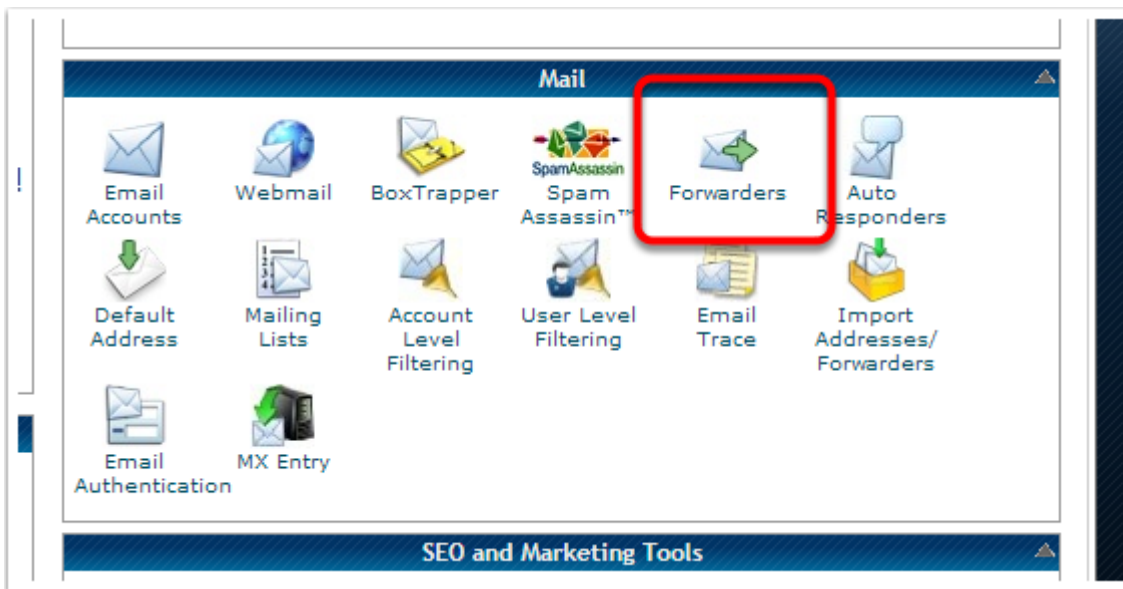 Mail
SpamAssassin
Email Accounts
Webmail
BoxTrapper
Spam Assassin™
Forwarders
Auto Responders
Default Address
Mailing Lists
Account Level Filtering
User Level Filtering
Email Trace
Import Addresses/ Forwarders
!
Email Authentication
MX Entry
SEO and Marketing Tools